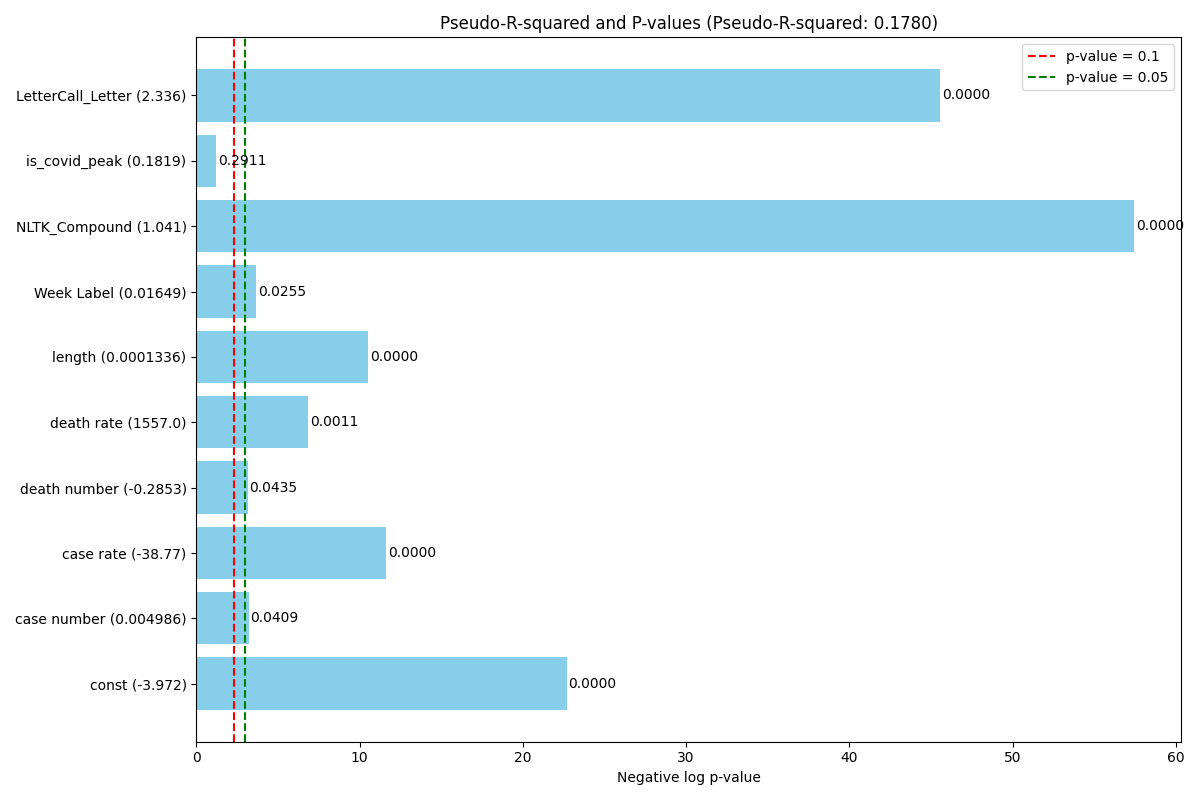 Pseudo-R-squared and P-values (Pseudo-R-squared: 0.1780)
p-value = 0.1
p-value = 0.05
LetterCall_Letter (2.336)
0.0000
is_covid_peak (0.1819)
0.2911
NLTK_Compound (1.041)
0.0000
Week Label (0.01649)
0.0255
length (0.0001336)
0.0000
death rate (1557.0)
0.0011
death number (-0.2853)
0.0435
case rate (-38.77)
0.0000
case number (0.004986)
0.0409
const (-3.972)
0.0000
0 10 20 30 40 50 60
Negative log p-value